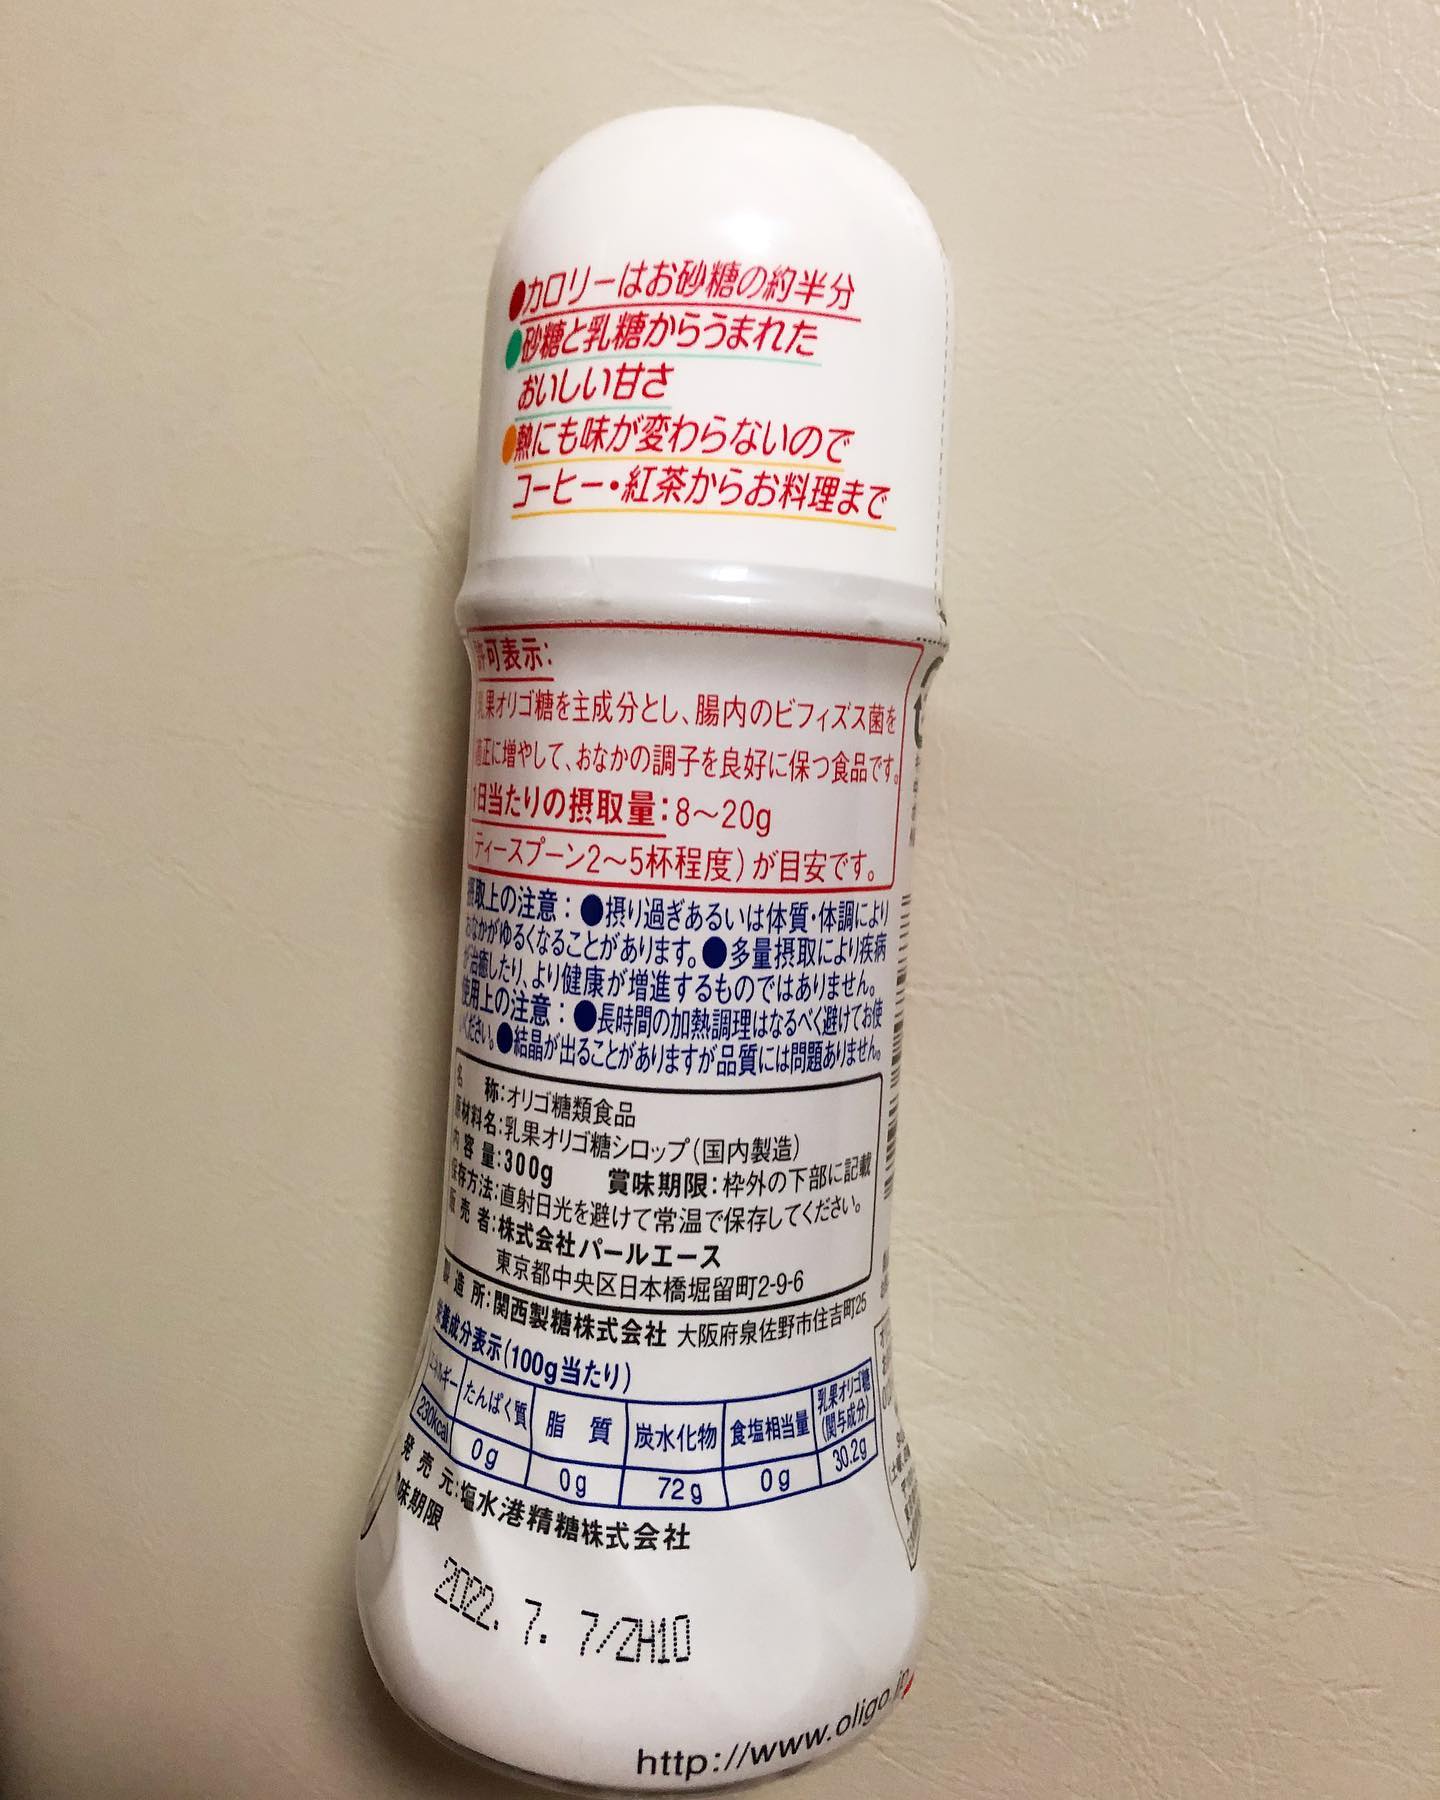 ●カロリーはお砂糖の約半分
●砂糖と乳糖からうまれた
おいしい甘さ
●熱にも味が変わらないので
コーヒー・紅茶からお料理まで
許可表示:
乳果オリゴ糖を主成分とし、腸内のビフィズス菌を
適正に増やして、おなかの調子を良好に保つ食品です。
1日当たりの摂取量:8〜20g
(ティースプーン2〜5杯程度)が目安です。
摂取上の注意:●摂り過ぎあるいは体質・体調により
おなかがゆるくなることがあります。●多量摂取により疾病
が治癒したり、より健康が増進するものではありません。
使用上の注意:●長時間の加熱調理はなるべく避けてお使
いください。●結晶が出ることがありますが品質には問題ありません。
名 称:オリゴ糖類食品
原材料名:乳果オリゴ糖シロップ(国内製造)
内 容 量:300g 賞味期限:枠外の下部に記載
保存方法:直射日光を避けて常温で保存してください。
販 売 者:株式会社パールエース
東京都中央区日本橋堀留町2-9-6
製 造 所:関西製糖株式会社 大阪府泉佐野市住吉町25
栄養成分表示(100g当たり)
エネルギー たんぱく質 脂 質 炭水化物 食塩相当量 乳果オリゴ糖(関与成分)
230kcal 0g 0g 72g 0g 30.2g
発 売 元:塩水港精糖株式会社
賞味期限
2022. 7. 7/ZH10
http://www.oligo.jp